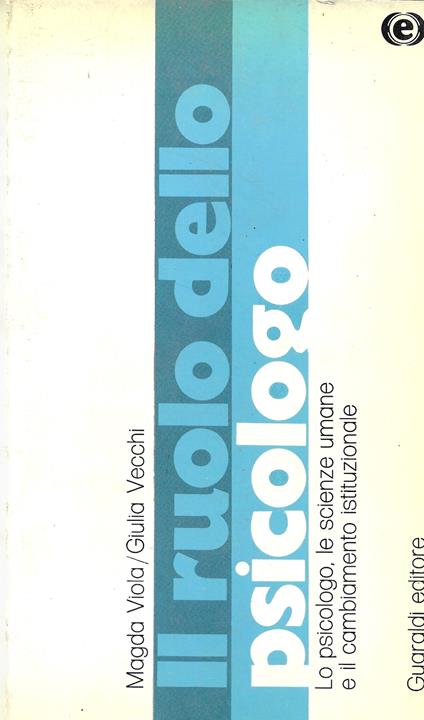 Magda Viola/Giulia Vecchi
Il ruolo dello
psicologo
Lo psicologo, le scienze umane
e il cambiamento istituzionale
Guaraldi editore
e